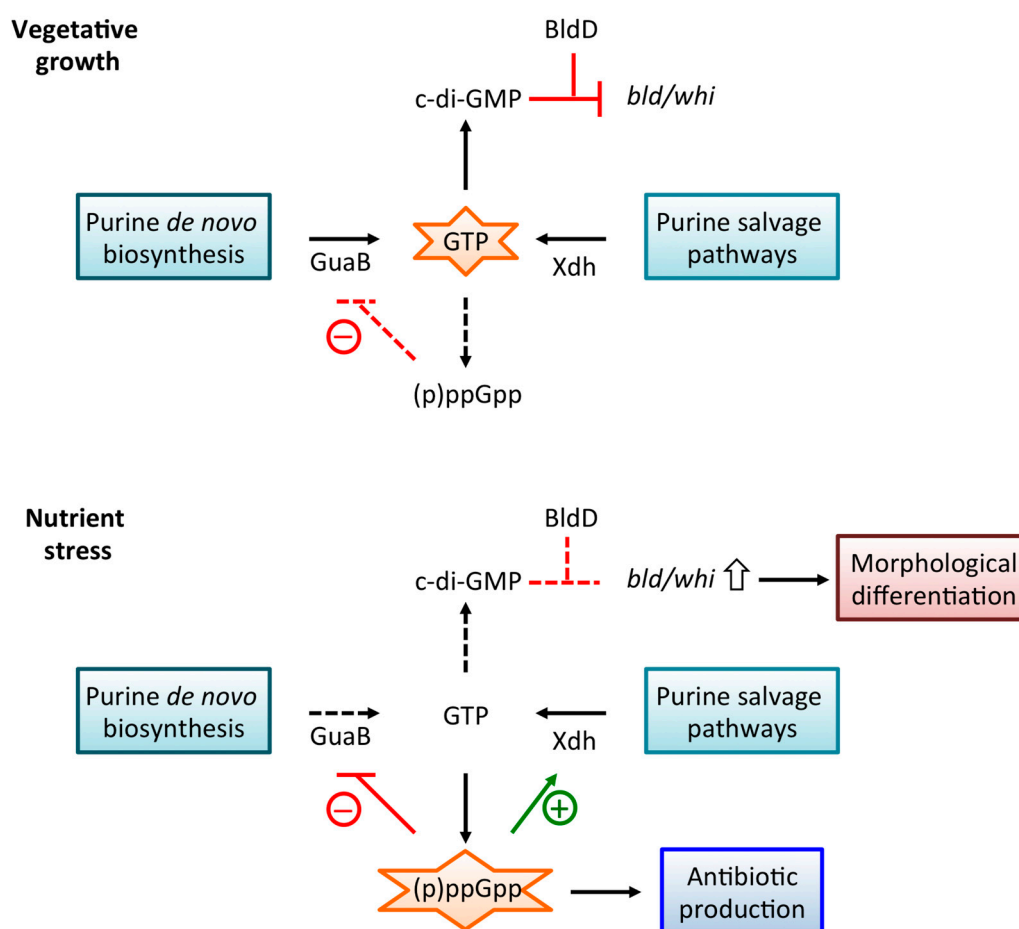 Vegetative
growth
BldD
c-di-GMP
bld/whi
Purine de novo
biosynthesis
GuaB
GTP
Xdh
Purine salvage
pathways
−
(p)ppGpp
Nutrient
stress
BldD
c-di-GMP
bld/whi
Morphological
differentiation
Purine de novo
biosynthesis
GuaB
GTP
Xdh
Purine salvage
pathways
−
+
(p)ppGpp
Antibiotic
production